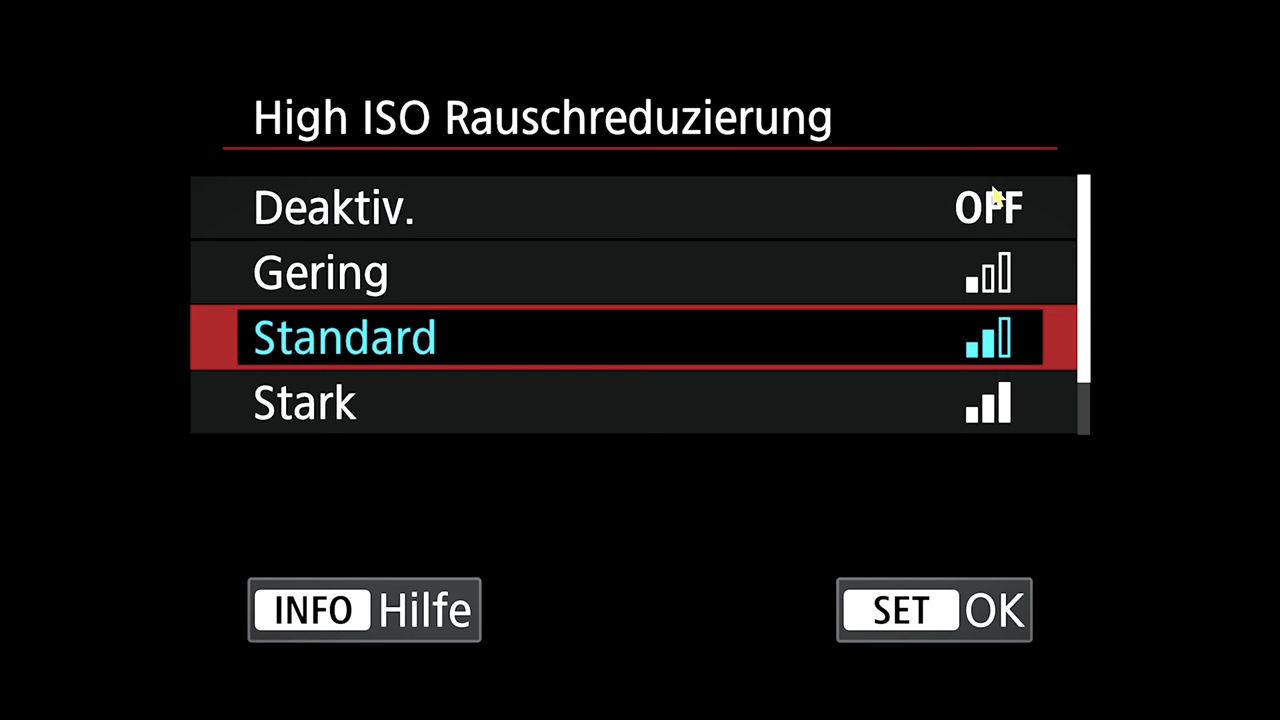 High ISO Rauschreduzierung
Deaktiv. OFF
Gering
Standard
Stark
INFO Hilfe SET OK